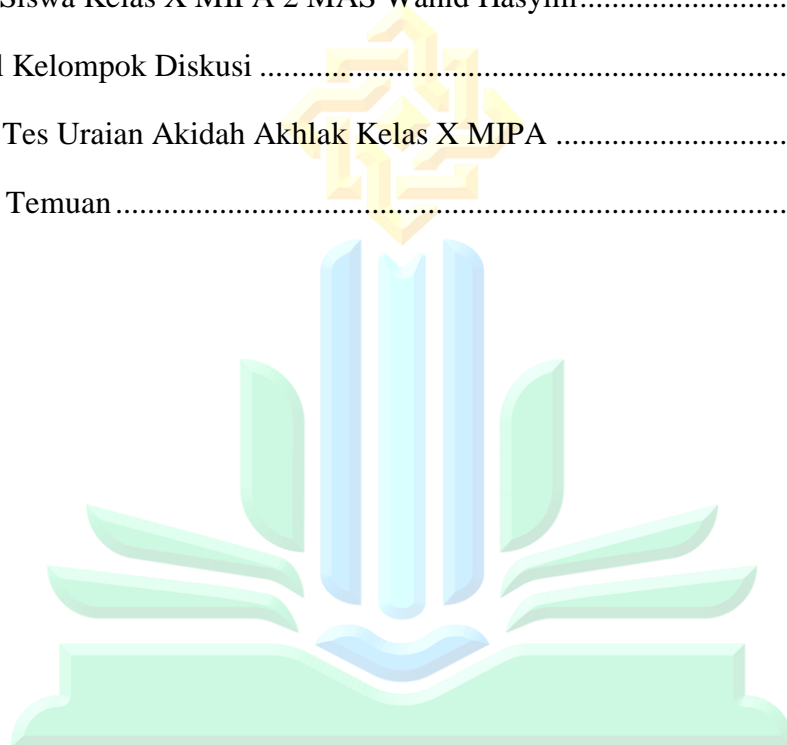 Siswa Kelas X MIPA 2 MAS Wahid Hasyim..............................
Kelompok Diskusi ..................................................................
Tes Uraian Akidah Akhlak Kelas X MIPA .............................
Temuan...................................................................................